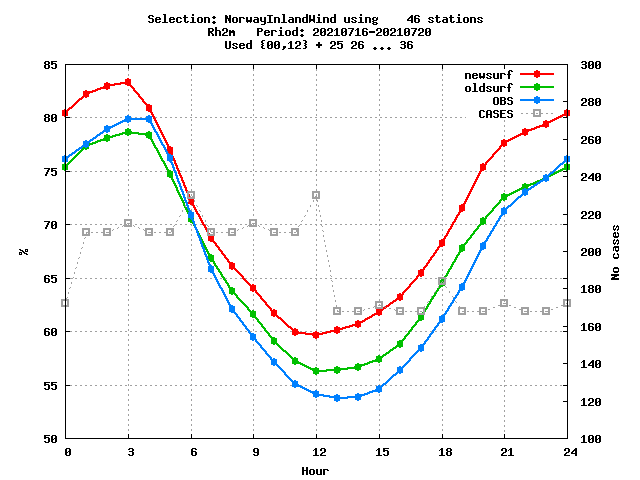 Selection: NorwayInlandWind using    46 stations
Rh2m   Period: 20210716-20210720
Used {00,12} + 25 26 ... 36
newsurf
oldsurf
OBS
CASES
85
80
75
70
65
60
55
50
%
300
280
260
240
220
200
180
160
140
120
100
No cases
0 3 6 9 12 15 18 21 24
Hour